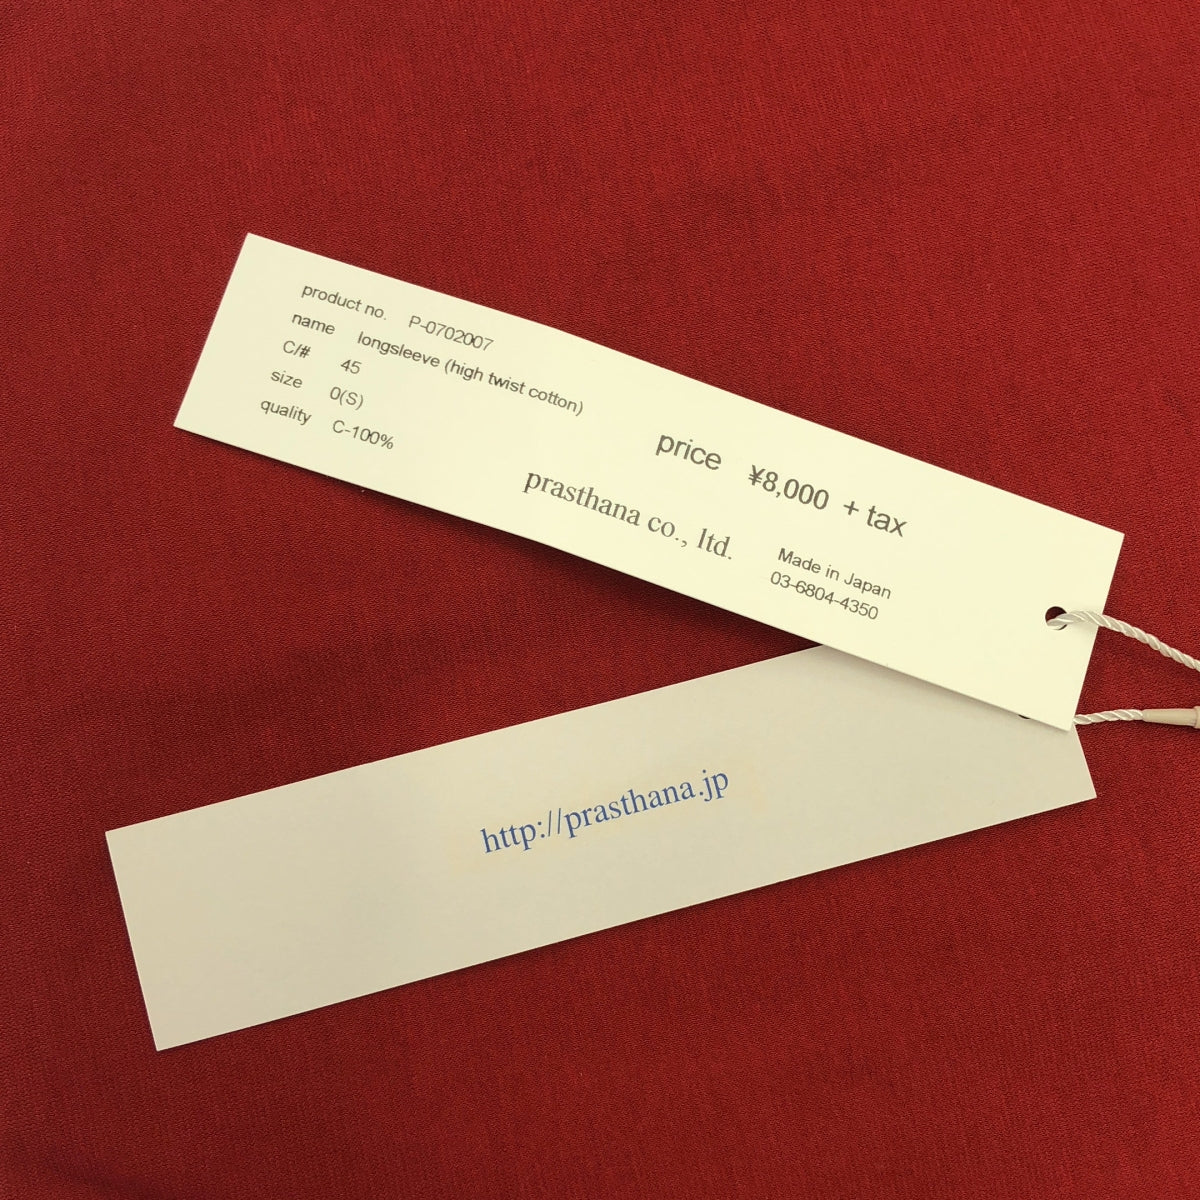 product no. P-0702007
name longsleeve (high twist cotton)
C/# 45
size 0(S)
quality C-100%
price ¥8,000 + tax
prasthana co., ltd.
Made in Japan
03-6804-4350
http://prasthana.jp